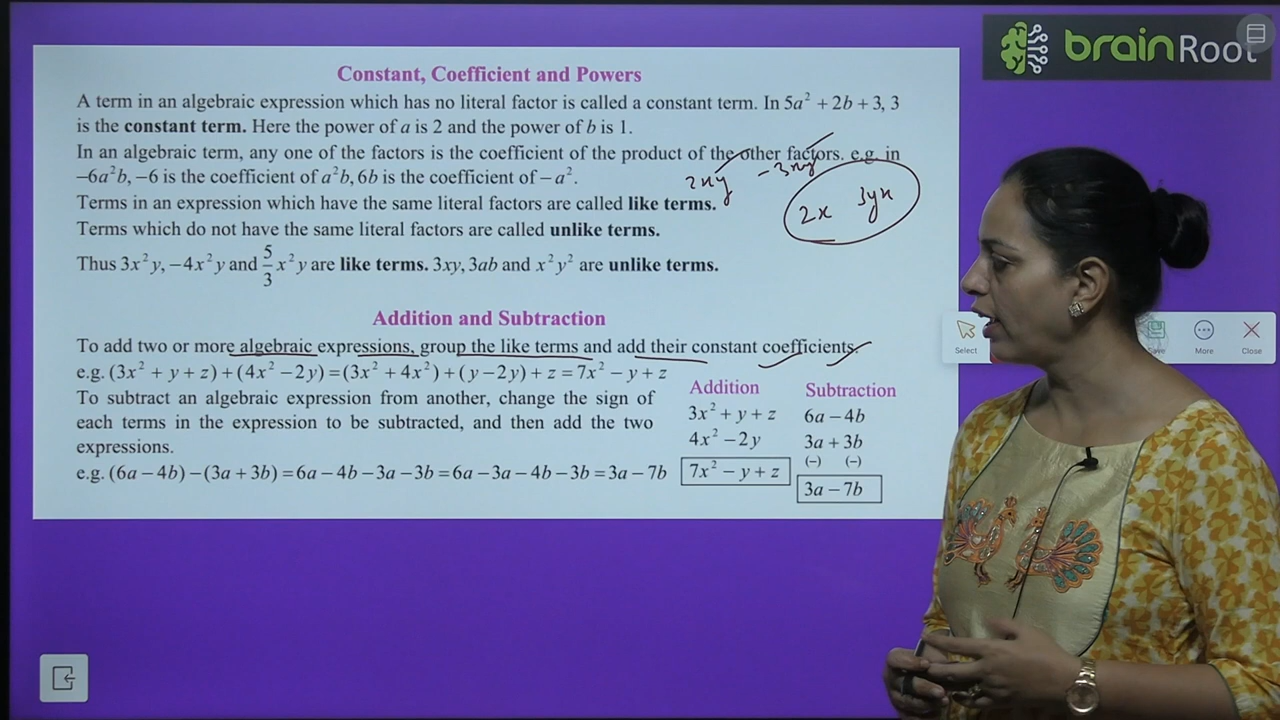 brainRoot
Constant, Coefficient and Powers
A term in an algebraic expression which has no literal factor is called a constant term. In 5a² + 2b + 3, 3
is the constant term. Here the power of a is 2 and the power of b is 1.
In an algebraic term, any one of the factors is the coefficient of the product of the other factors. e.g. in
−6a²b, −6 is the coefficient of a²b, 6b is the coefficient of −a².
2xy −3xy
2x 3yx
Terms in an expression which have the same literal factors are called like terms.
Terms which do not have the same literal factors are called unlike terms.
Thus 3x²y, −4x²y and 5/3 x²y are like terms. 3xy, 3ab and x²y² are unlike terms.
Addition and Subtraction
To add two or more algebraic expressions, group the like terms and add their constant coefficients.
e.g. (3x² + y + z) + (4x² − 2y) = (3x² + 4x²) + (y − 2y) + z = 7x² − y + z
To subtract an algebraic expression from another, change the sign of
each terms in the expression to be subtracted, and then add the two
expressions.
e.g. (6a − 4b) − (3a + 3b) = 6a − 4b − 3a − 3b = 6a − 3a − 4b − 3b = 3a − 7b
Addition
3x² + y + z
4x² − 2y
7x² − y + z
Subtraction
6a − 4b
3a + 3b
(−) (−)
3a − 7b
Select
Save
More
Close